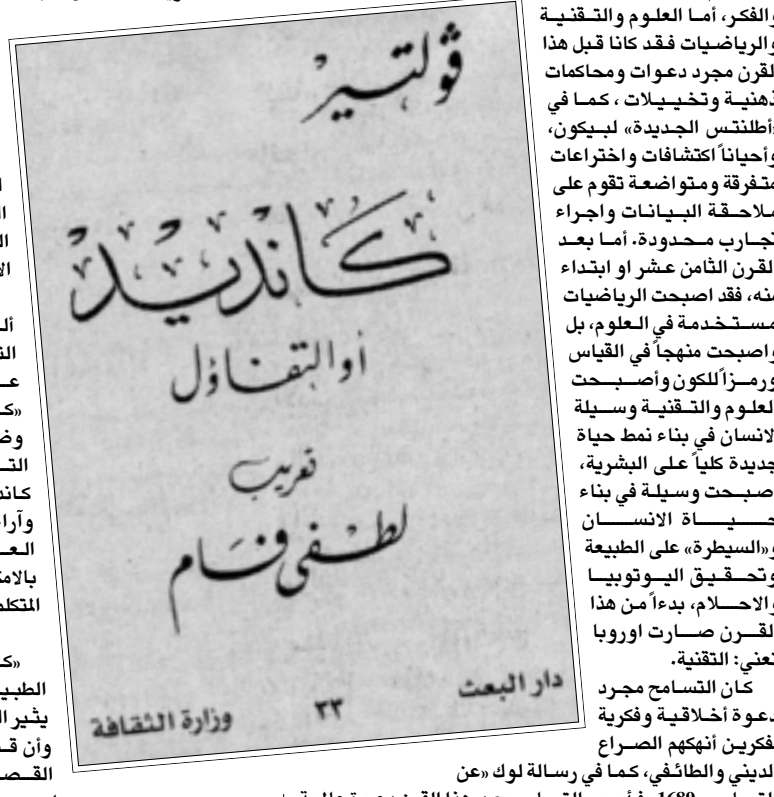 والفكر، أما العلوم والتقنية
والرياضيات فقد كانا قبل هذا
القرن مجرد دعوات ومحاكمات
ذهنية وتخييلات، كما في
«أطلنتس الجديدة» لبيكون،
وأحياناً اكتشافات واختراعات
متفرقة ومتواضعة تقوم على
ملاحقة البيانات واجراء
تجارب محدودة. أما بعد
القرن الثامن عشر او ابتداء
منه، فقد اصبحت الرياضيات
مستخدمة في العلوم، بل
واصبحت منهجاً في القياس
ورمزاً للكون وأصبحت
العلوم والتقنية وسيلة
الانسان في بناء نمط حياة
جديدة كلياً على البشرية،
اصبحت وسيلة في بناء
حياة الانسان
و«السيطرة» على الطبيعة
وتحقيق اليوتوبيا
والاحلام، بدءاً من هذا
القرن صارت اوروبا
تعني: التقنية.
كان التسامح مجرد
دعوة أخلاقية وفكرية
لمفكرين أنهكهم الصراع
الديني والطائفي، كما في رسالة لوك «عن
ڤولتير
كانديد
أو التفاؤل
تعريب
لطفي فام
دار البعث ٣٣ وزارة الثقافة